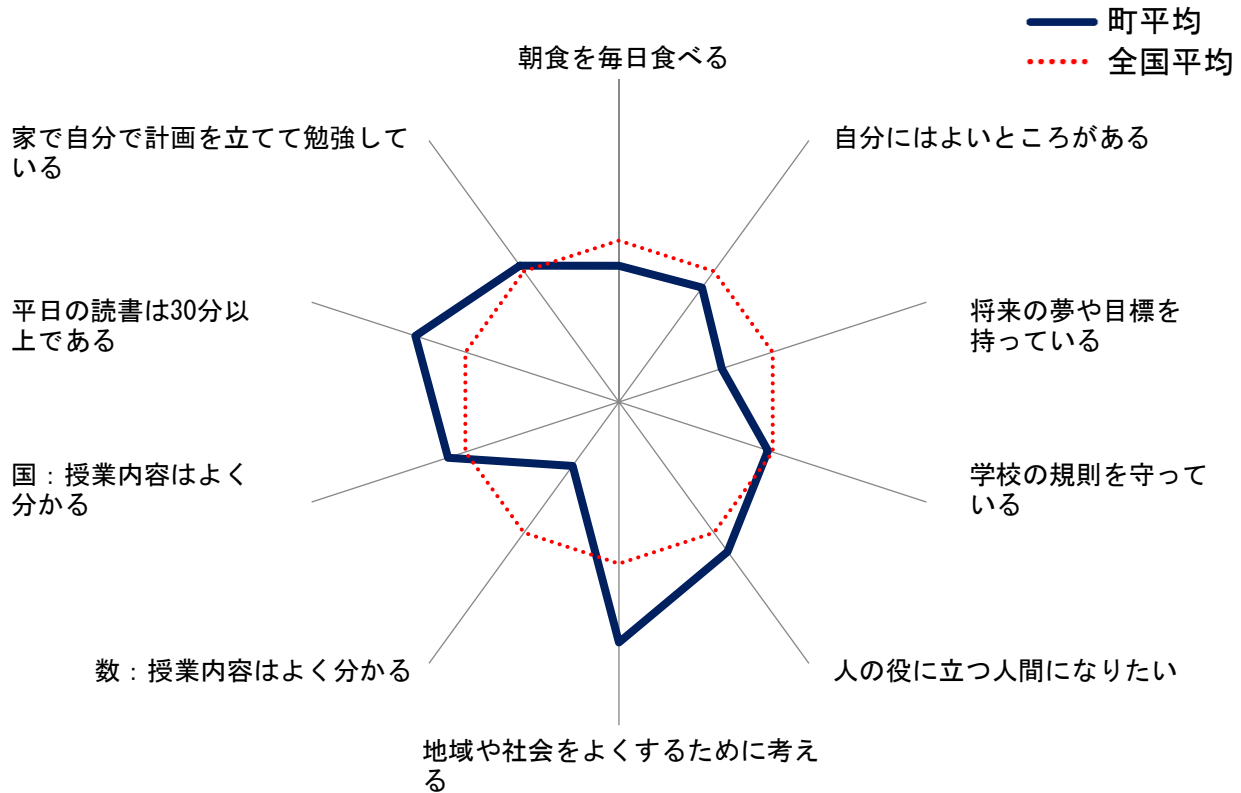 町平均
全国平均
朝食を毎日食べる
自分にはよいところがある
将来の夢や目標を
持っている
学校の規則を守って
いる
人の役に立つ人間になりたい
地域や社会をよくするために考え
る
数：授業内容はよく分かる
国：授業内容はよく
分かる
平日の読書は30分以
上である
家で自分で計画を立てて勉強して
いる